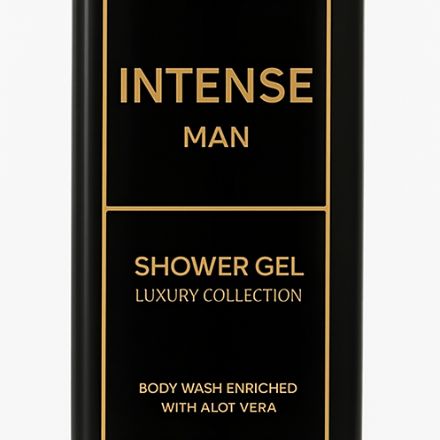 INTENSE
MAN
SHOWER GEL
LUXURY COLLECTION
BODY WASH ENRICHED
WITH ALOT VERA